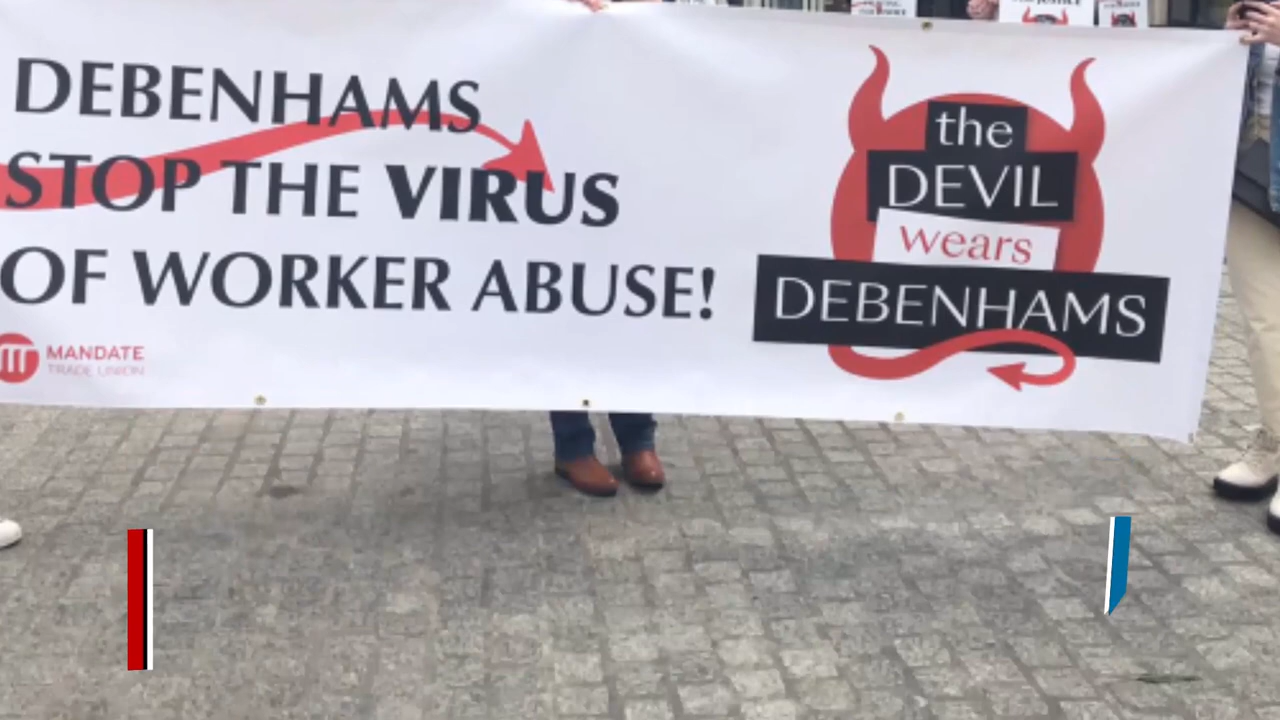 DEBENHAMS
STOP THE VIRUS
OF WORKER ABUSE!
MANDATE
TRADE UNION
the
DEVIL
wears
DEBENHAMS